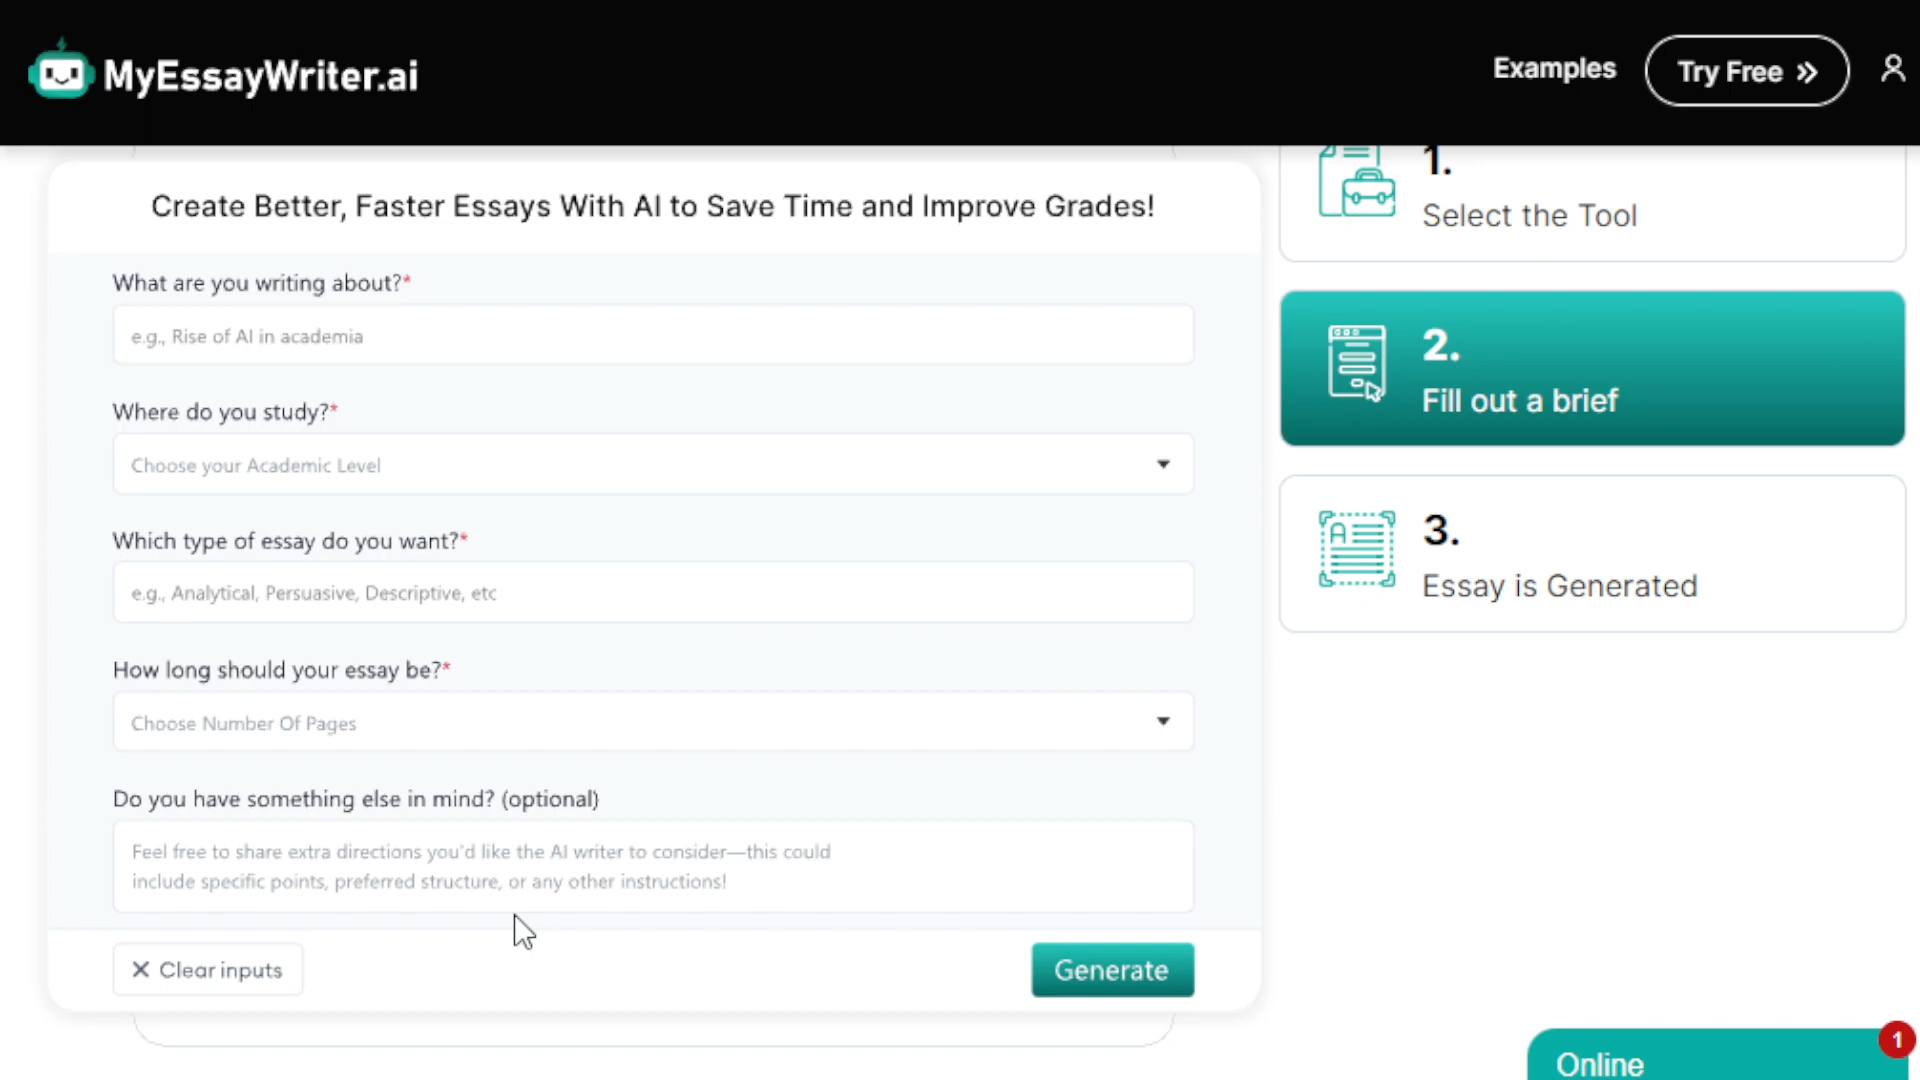 MyEssayWriter.ai
Examples
Try Free »
Create Better, Faster Essays With AI to Save Time and Improve Grades!
What are you writing about?*
e.g., Rise of AI in academia
Where do you study?*
Choose your Academic Level
Which type of essay do you want?*
e.g., Analytical, Persuasive, Descriptive, etc
How long should your essay be?*
Choose Number Of Pages
Do you have something else in mind? (optional)
Feel free to share extra directions you'd like the AI writer to consider—this could
include specific points, preferred structure, or any other instructions!
Clear inputs
Generate
1.
Select the Tool
2.
Fill out a brief
3.
Essay is Generated
Online
1